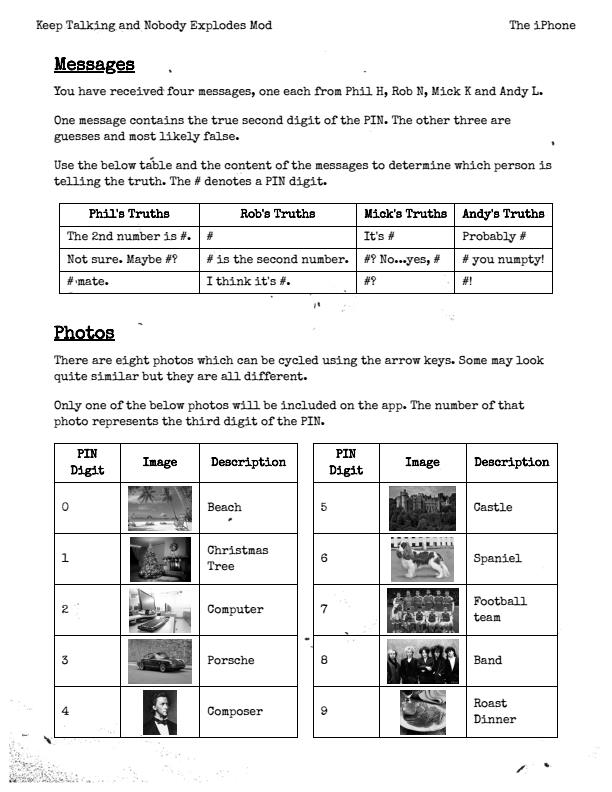 Keep Talking and Nobody Explodes Mod The iPhone
Messages
You have received four messages, one each from Phil H, Rob N, Mick K and Andy L.
One message contains the true second digit of the PIN. The other three are
guesses and most likely false.
Use the below table and the content of the messages to determine which person is
telling the truth. The # denotes a PIN digit.
Phil's Truths Rob's Truths Mick's Truths Andy's Truths
The 2nd number is #. # It's # Probably #
Not sure. Maybe #? # is the second number. #? No...yes, # # you numpty!
# mate. I think it's #. #? #!
Photos
There are eight photos which can be cycled using the arrow keys. Some may look
quite similar but they are all different.
Only one of the below photos will be included on the app. The number of that
photo represents the third digit of the PIN.
PIN Digit Image Description PIN Digit Image Description
0 Beach 5 Castle
1 Christmas Tree 6 Spaniel
2 Computer 7 Football team
3 Porsche 8 Band
4 Composer 9 Roast Dinner